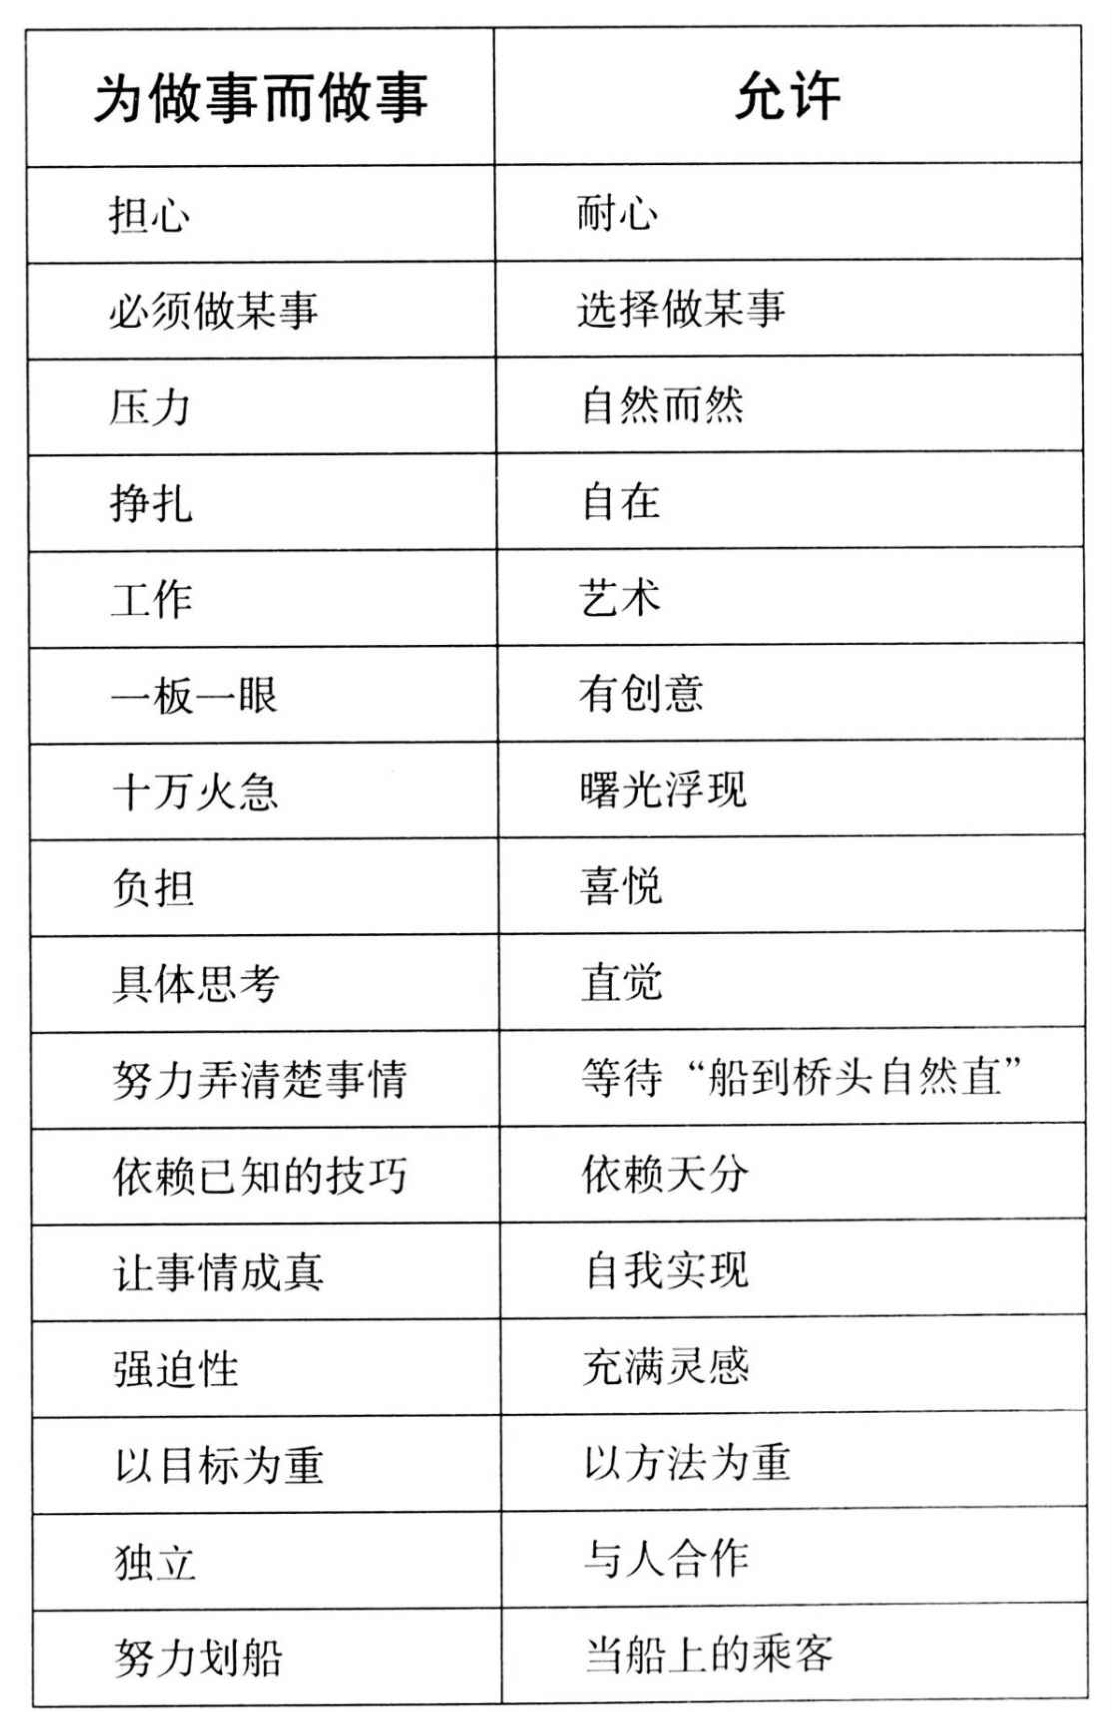 为做事而做事 允许
担心 耐心
必须做某事 选择做某事
压力 自然而然
挣扎 自在
工作 艺术
一板一眼 有创意
十万火急 曙光浮现
负担 喜悦
具体思考 直觉
努力弄清楚事情 等待“船到桥头自然直”
依赖已知的技巧 依赖天分
让事情成真 自我实现
强迫性 充满灵感
以目标为重 以方法为重
独立 与人合作
努力划船 当船上的乘客